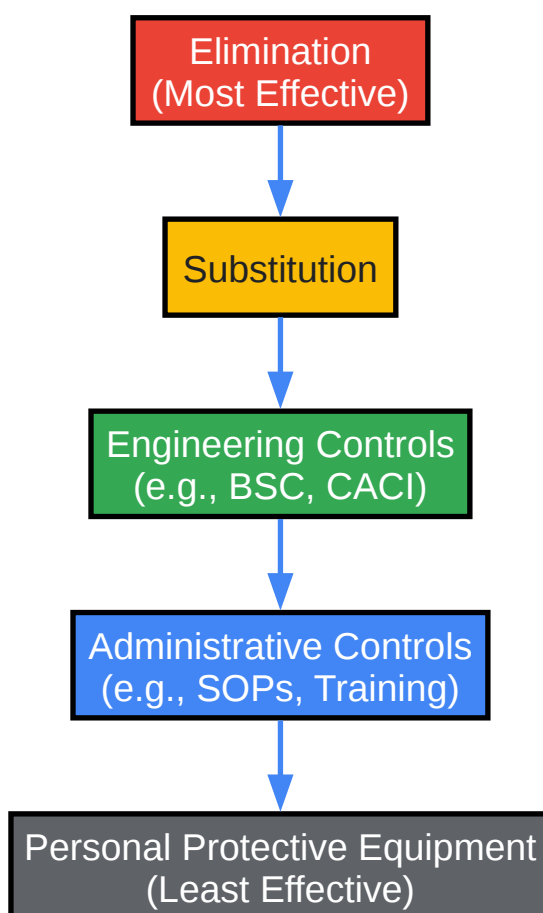 Elimination
(Most Effective)
Substitution
Engineering Controls
(e.g., BSC, CACI)
Administrative Controls
(e.g., SOPs, Training)
Personal Protective Equipment
(Least Effective)